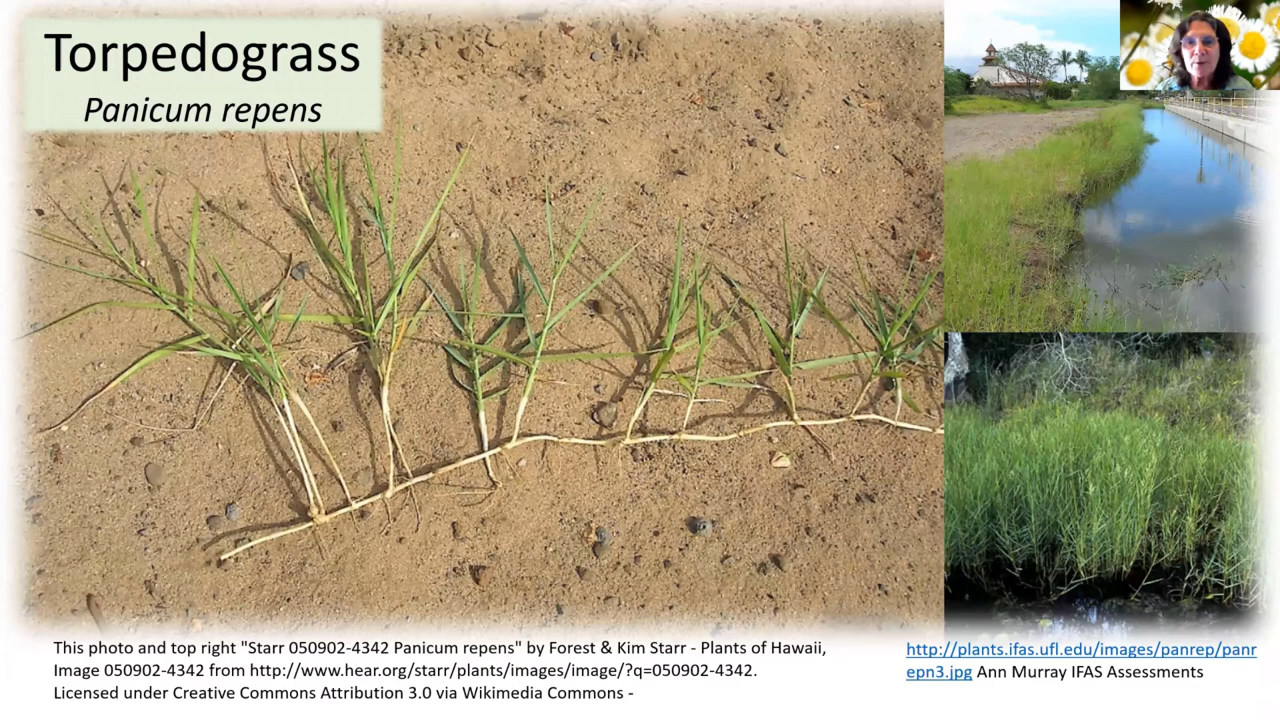 Torpedograss
Panicum repens
This photo and top right "Starr 050902-4342 Panicum repens" by Forest & Kim Starr - Plants of Hawaii,
Image 050902-4342 from http://www.hear.org/starr/plants/images/image/?q=050902-4342.
Licensed under Creative Commons Attribution 3.0 via Wikimedia Commons -
http://plants.ifas.ufl.edu/images/panrep/panr
epn3.jpg Ann Murray IFAS Assessments